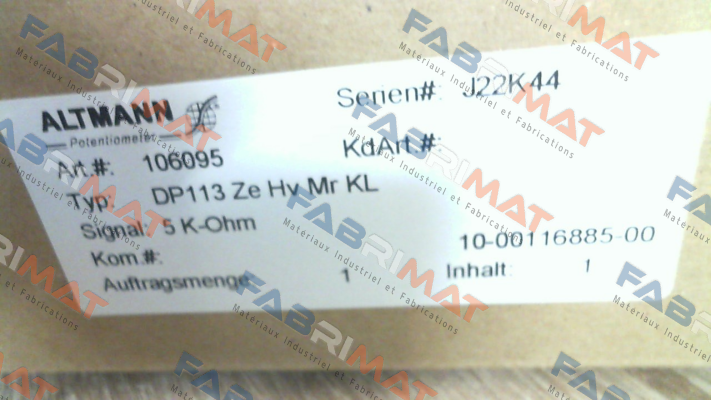 ALTMANN
Potentiometer
Serien#: J22K44
Art.#: 106095
KdArt.#:
Typ: DP113 Ze Hv Mr KL
Signal: 5 K-Ohm
10-00116885-00
Kom.#:
Auftragsmenge 1
Inhalt: 1
FABRIMAT
Materiaux Industriel et Fabrications